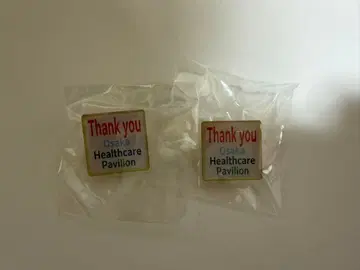 Thank you
Osaka
Healthcare
Pavilion
Thank you
Osaka
Healthcare
Pavilion